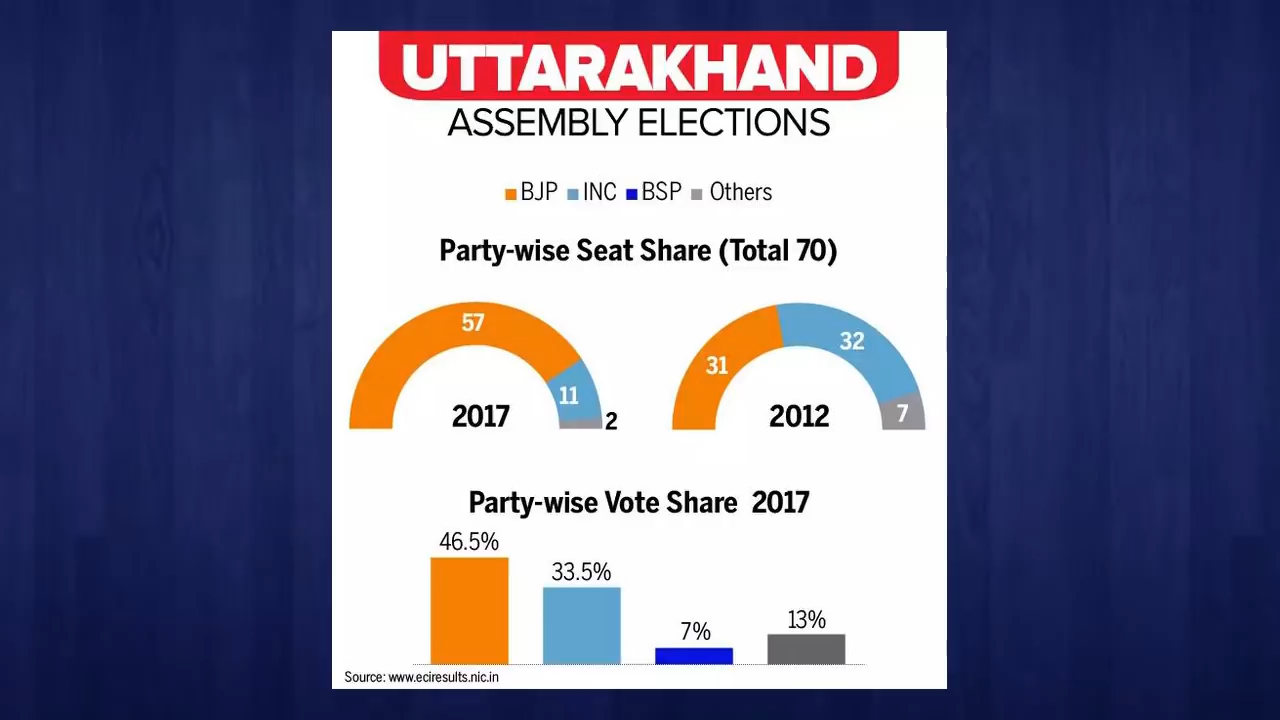 UTTARAKHAND
ASSEMBLY ELECTIONS
BJP INC BSP Others
Party-wise Seat Share (Total 70)
57
11
2
2017
31
32
7
2012
Party-wise Vote Share 2017
46.5%
33.5%
7%
13%
Source: www.eciresults.nic.in